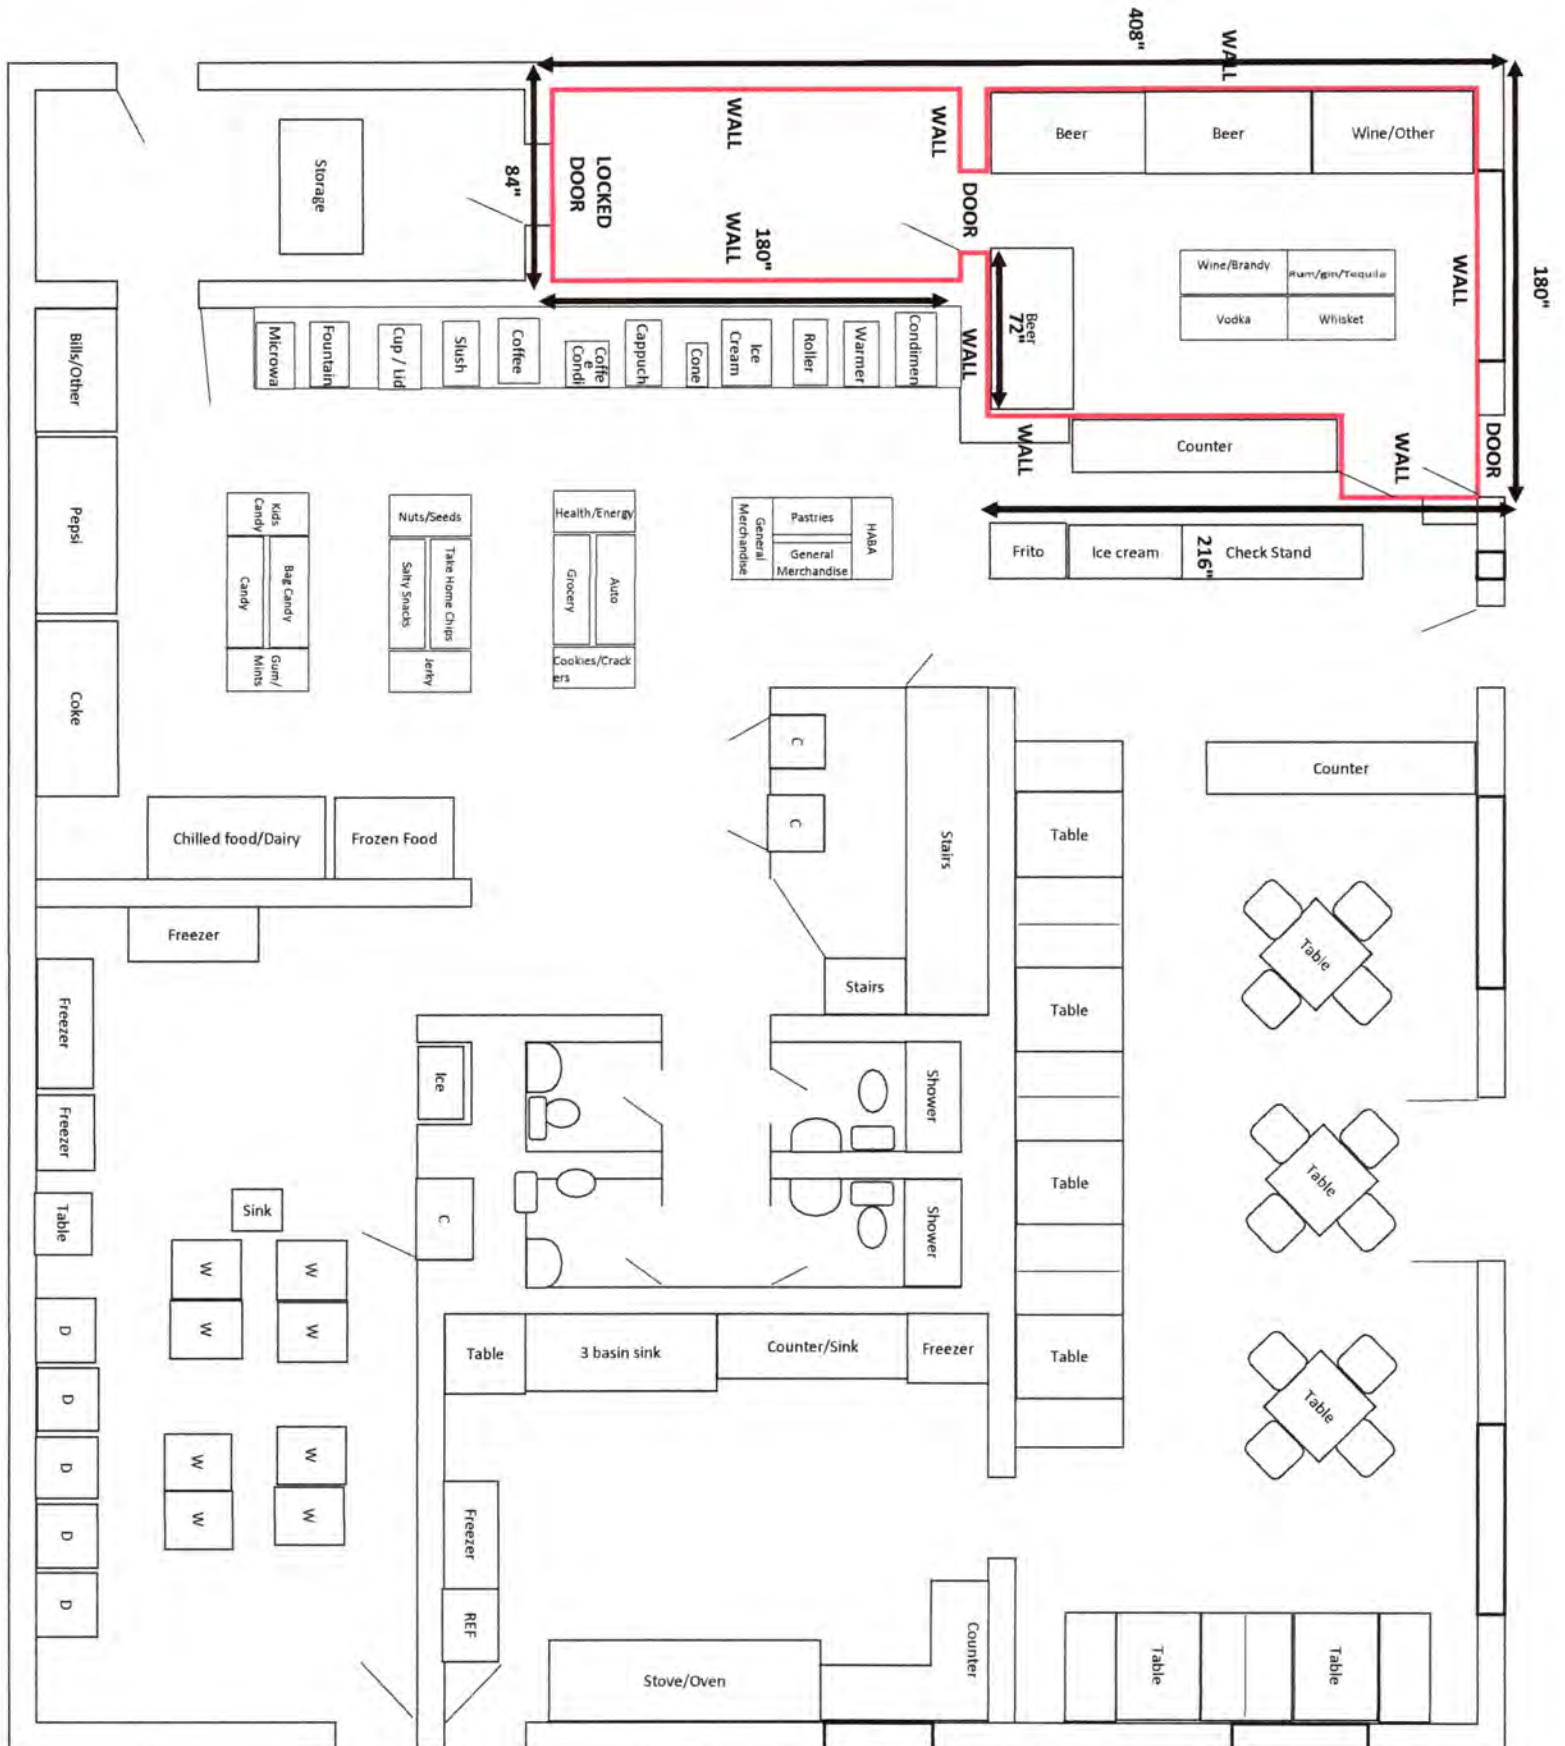 408"
WALL
180"
WALL
WALL
LOCKED
DOOR
84"
WALL
180"
DOOR
Beer
Beer
Wine/Other
Storage
Wine/Brandy
Rum/gin/Tequila
Vodka
Whisket
WALL
Beer
72"
WALL
WALL
Counter
WALL
DOOR
Bills/Other
Microwa
Fountain
Cup / Lid
Slush
Coffee
Coffe
e
Condi
Cappuch
Cone
Ice
Cream
Roller
Warmer
Condimen
Pepsi
Kids
Candy
Bag Candy
Candy
Gum/
Mints
Nuts/Seeds
Take Home Chips
Salty Snacks
Jerky
Health/Energy
Auto
Grocery
Cookies/Crack
ers
General
Merchandise
Pastries
General
Merchandise
HABA
Frito
Ice cream
216"
Check Stand
Coke
Chilled food/Dairy
Frozen Food
C
C
Stairs
Stairs
Counter
Table
Table
Table
Table
Table
Table
Table
Freezer
Freezer
Freezer
Table
Ice
C
Sink
Shower
Shower
W
W
W
W
W
W
W
W
D
D
D
D
D
Table
3 basin sink
Counter/Sink
Freezer
Freezer
REF
Stove/Oven
Counter
Table
Table